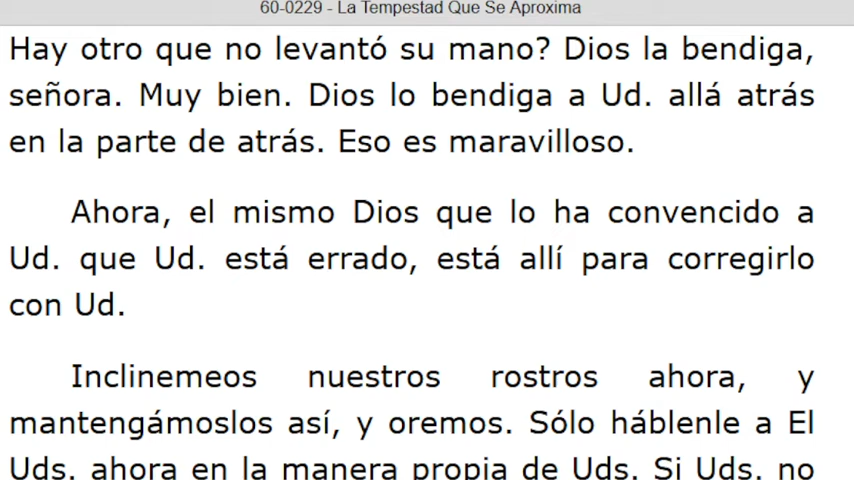 60-0229 - La Tempestad Que Se Aproxima
Hay otro que no levantó su mano? Dios la bendiga,
señora. Muy bien. Dios lo bendiga a Ud. allá atrás
en la parte de atrás. Eso es maravilloso.
Ahora, el mismo Dios que lo ha convencido a
Ud. que Ud. está errado, está allí para corregirlo
con Ud.
Inclinemeos nuestros rostros ahora, y
mantengámoslos así, y oremos. Sólo háblenle a El
Uds. ahora en la manera propia de Uds. Si Uds. no